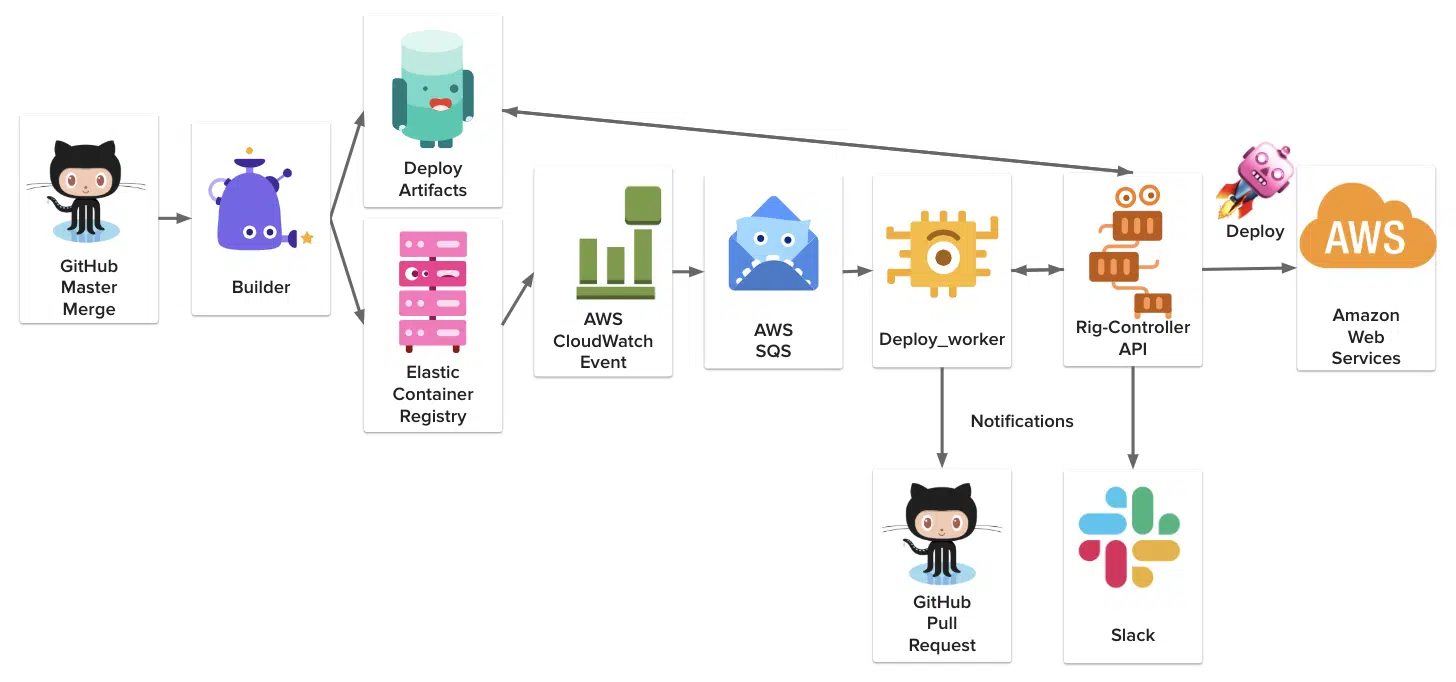 GitHub
Master
Merge
Builder
Deploy
Artifacts
Elastic
Container
Registry
AWS
CloudWatch
Event
AWS
SQS
Deploy_worker
Rig-Controller
API
Deploy
AWS
Amazon
Web
Services
Notifications
GitHub
Pull
Request
Slack